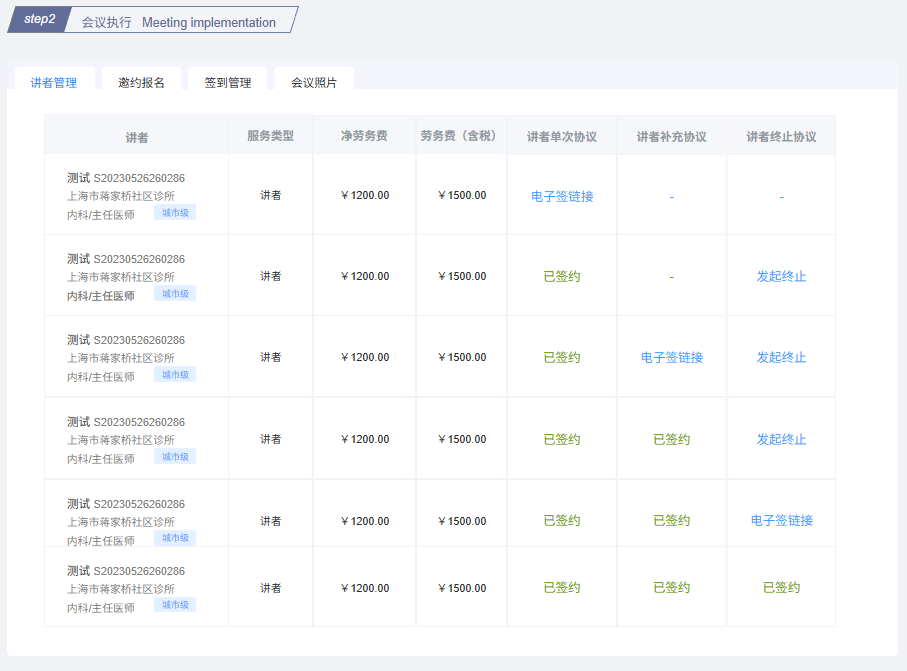 step2 会议执行 Meeting implementation
讲者管理 邀约报名 签到管理 会议照片
讲者 服务类型 净劳务费 劳务费（含税） 讲者单次协议 讲者补充协议 讲者终止协议
测试 S20230526260286
上海市蒋家桥社区诊所
内科/主任医师 城市级
讲者 ￥1200.00 ￥1500.00 电子签链接 - -
测试 S20230526260286
上海市蒋家桥社区诊所
内科/主任医师 城市级
讲者 ￥1200.00 ￥1500.00 已签约 - 发起终止
测试 S20230526260286
上海市蒋家桥社区诊所
内科/主任医师 城市级
讲者 ￥1200.00 ￥1500.00 已签约 电子签链接 发起终止
测试 S20230526260286
上海市蒋家桥社区诊所
内科/主任医师 城市级
讲者 ￥1200.00 ￥1500.00 已签约 已签约 发起终止
测试 S20230526260286
上海市蒋家桥社区诊所
内科/主任医师 城市级
讲者 ￥1200.00 ￥1500.00 已签约 已签约 电子签链接
测试 S20230526260286
上海市蒋家桥社区诊所
内科/主任医师 城市级
讲者 ￥1200.00 ￥1500.00 已签约 已签约 已签约